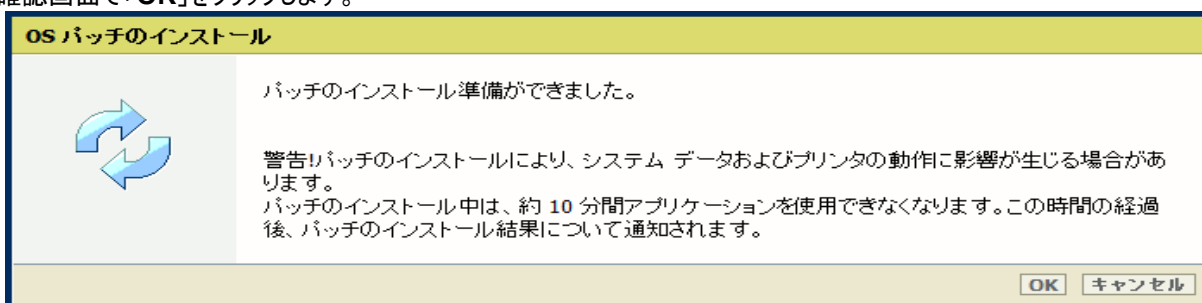 確認画面で「OK」をクリックします。
OS パッチのインストール
パッチのインストール準備ができました。
警告!パッチのインストールにより、システム データおよびプリンタの動作に影響が生じる場合があ
ります。
パッチのインストール中は、約 10 分間アプリケーションを使用できなくなります。この時間の経過
後、パッチのインストール結果について通知されます。
OK キャンセル